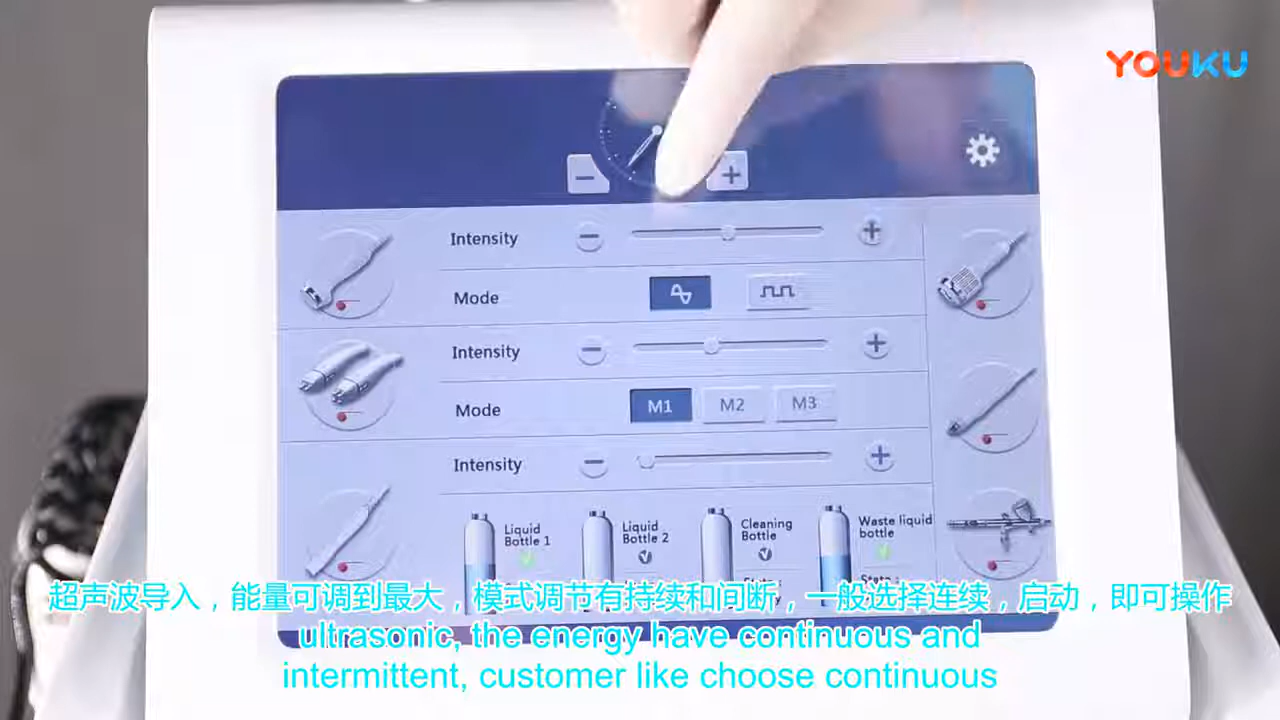 YOUKU
Intensity
Mode
Intensity
Mode
M1 M2 M3
Intensity
Liquid
Bottle 1
Liquid
Bottle 2
Cleaning
Bottle
Waste liquid
bottle
超声波导入，能量可调到最大，模式调节有持续和间断，一般选择连续，启动，即可操作
ultrasonic, the energy have continuous and
intermittent, customer like choose continuous